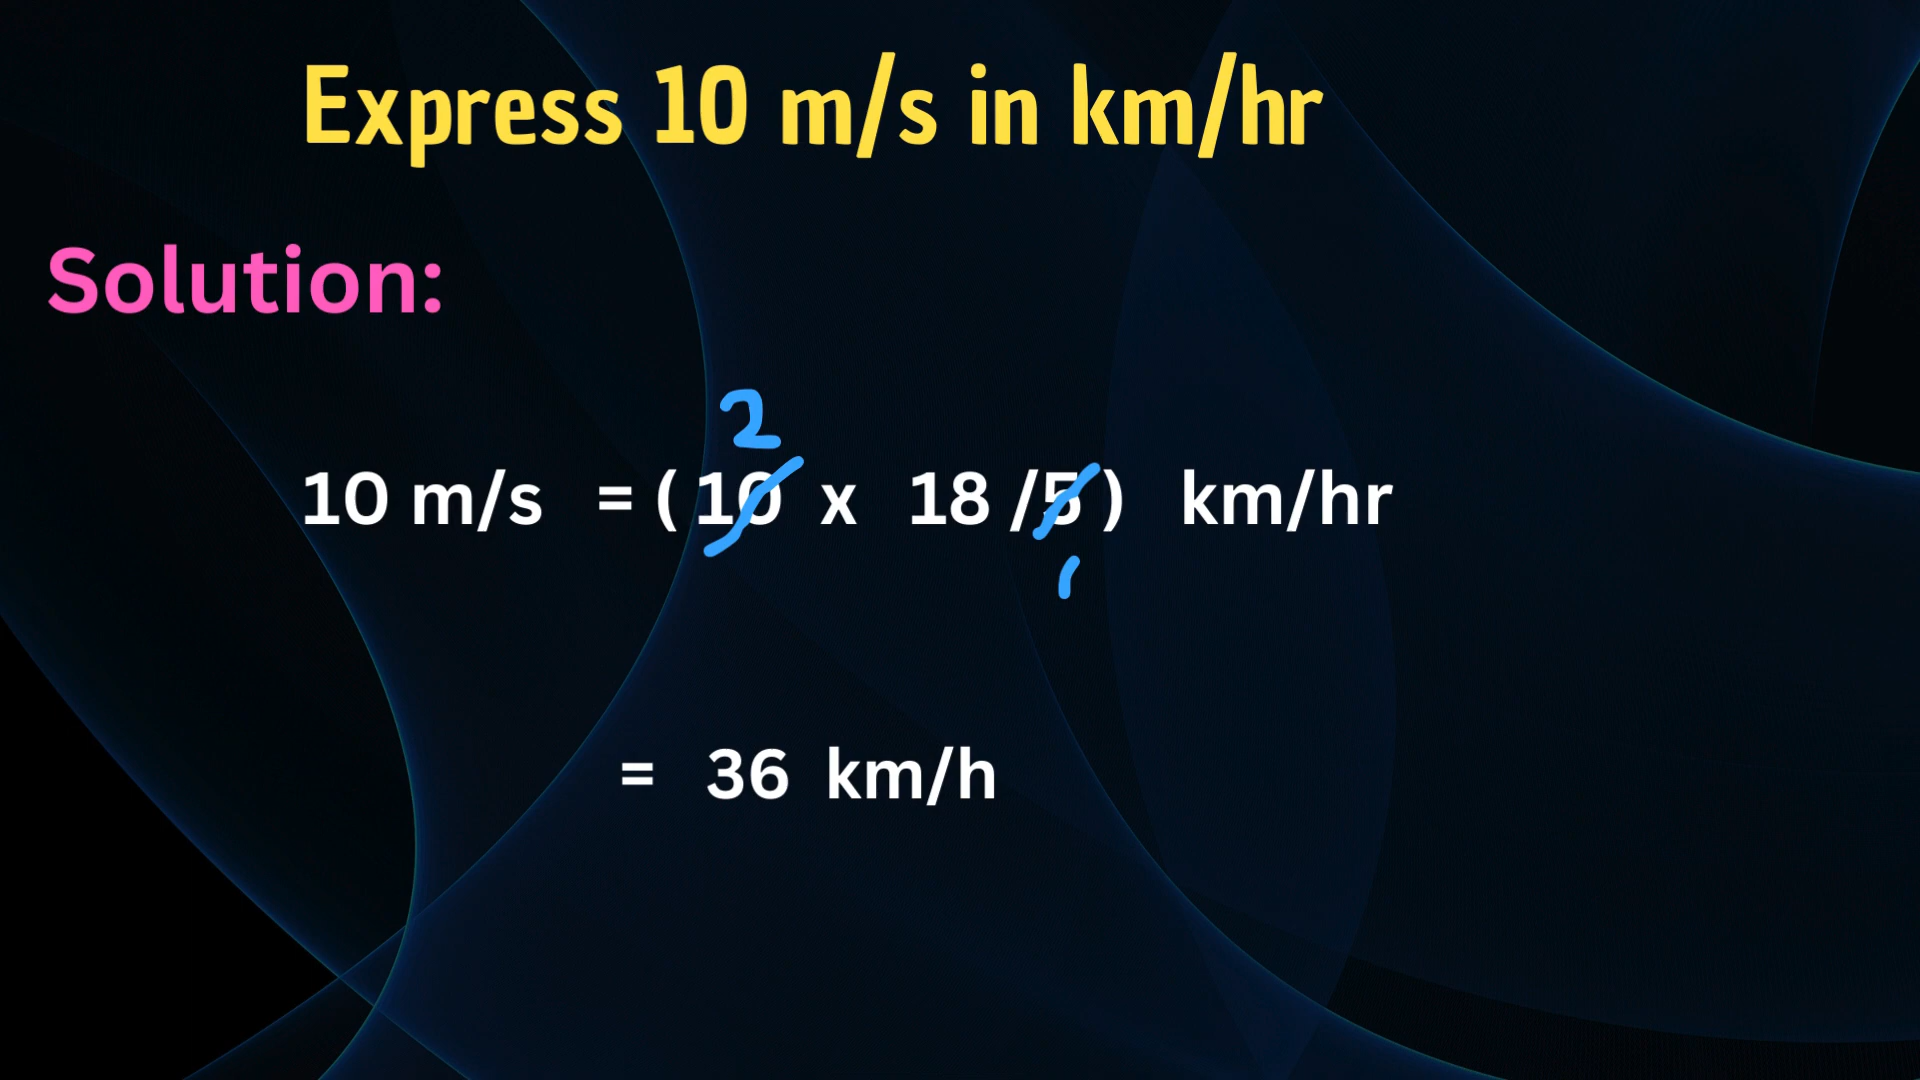 Express 10 m/s in km/hr
Solution:
2
10 m/s = ( 10 x 18 /5 ) km/hr
1
= 36 km/h